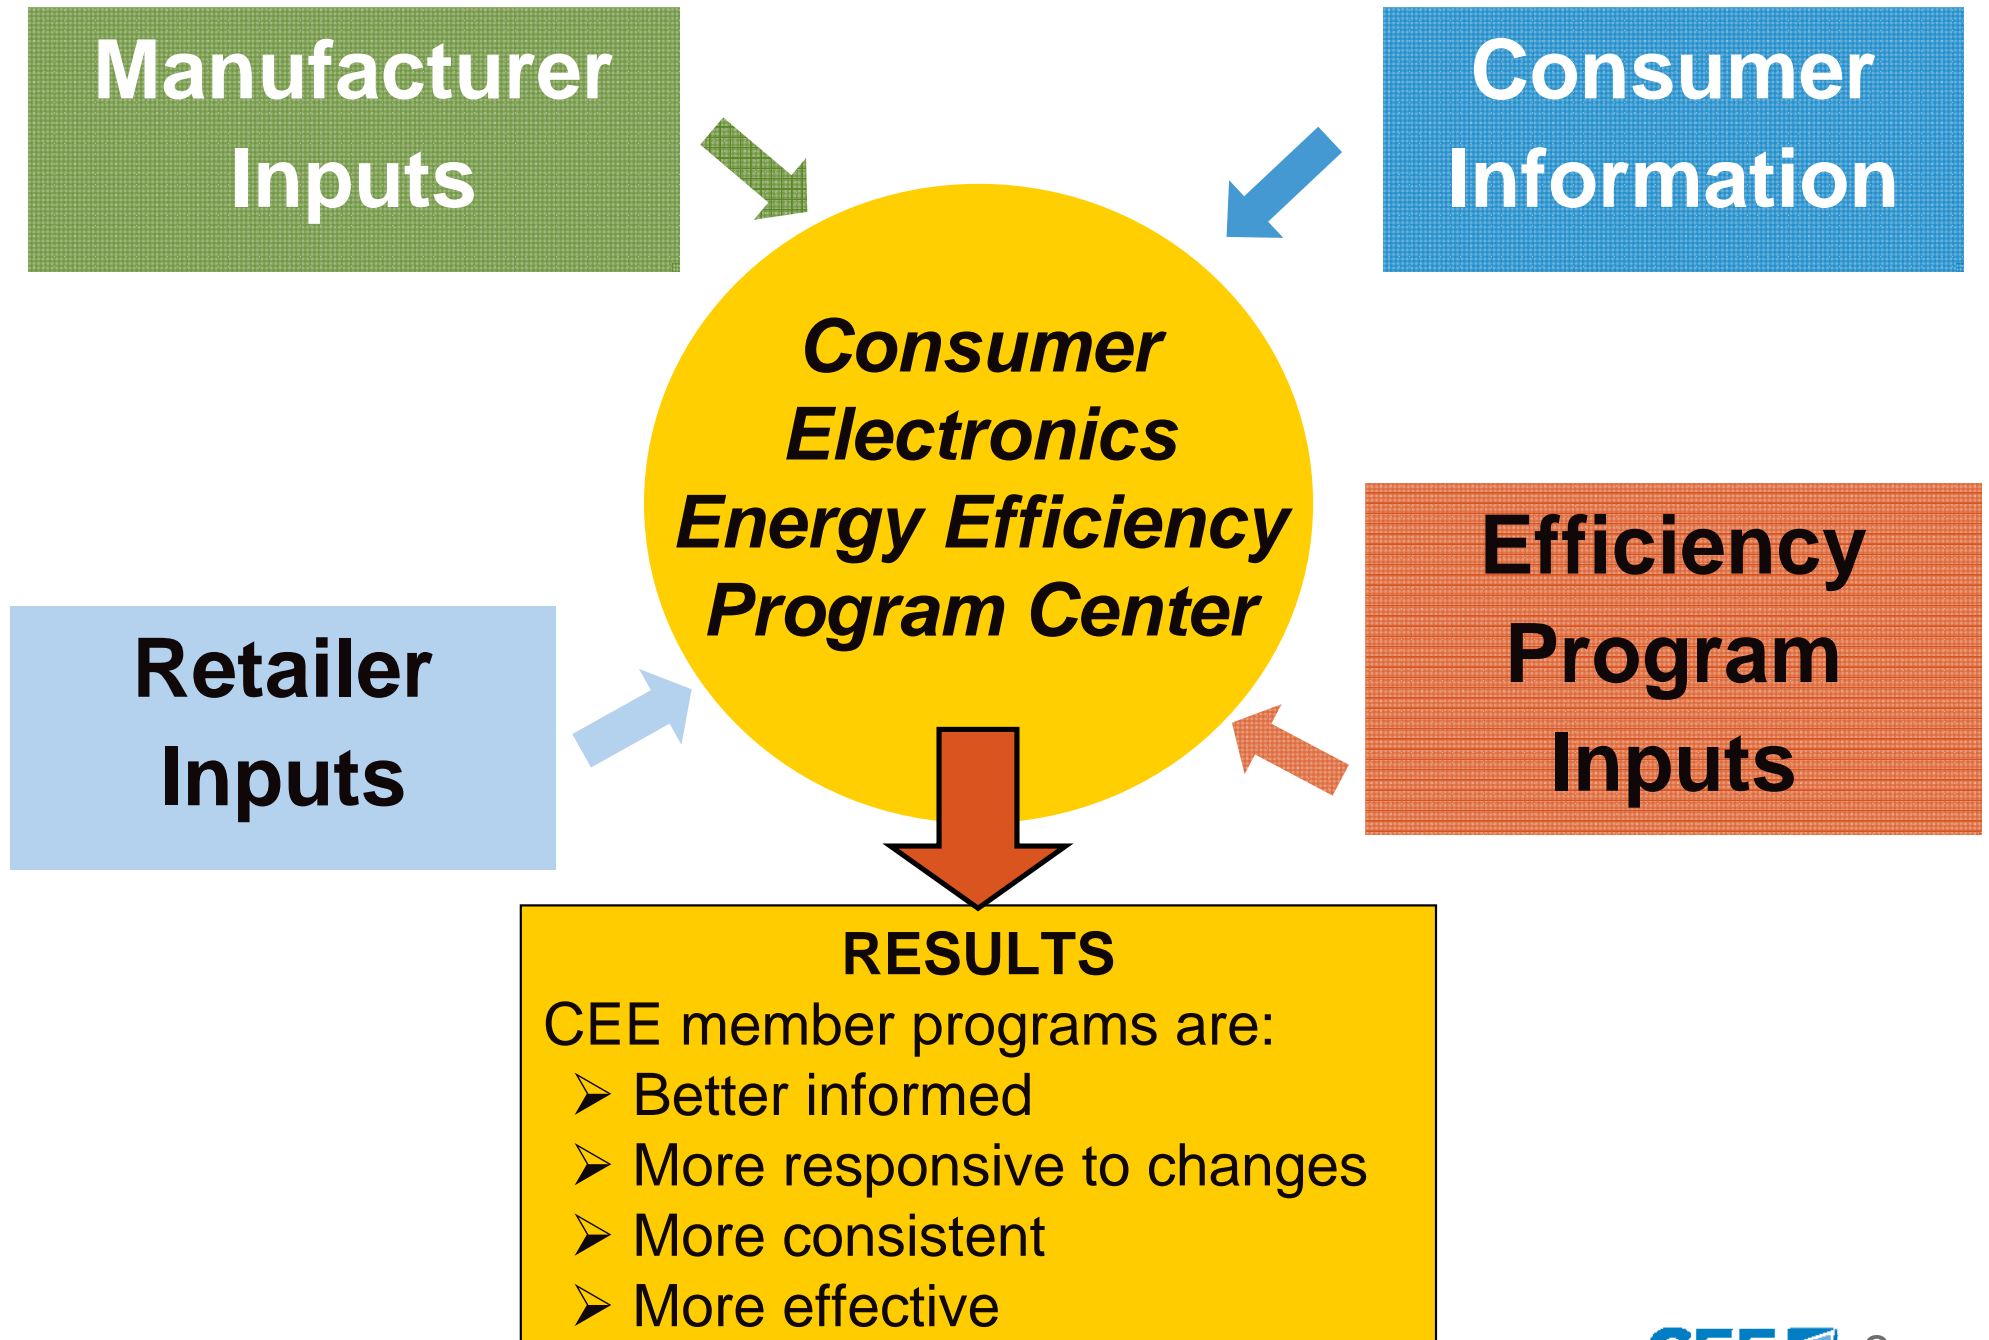 Manufacturer
Inputs
Consumer
Information
Consumer
Electronics
Energy Efficiency
Program Center
Retailer
Inputs
Efficiency
Program
Inputs
RESULTS
CEE member programs are:
➢ Better informed
➢ More responsive to changes
➢ More consistent
➢ More effective